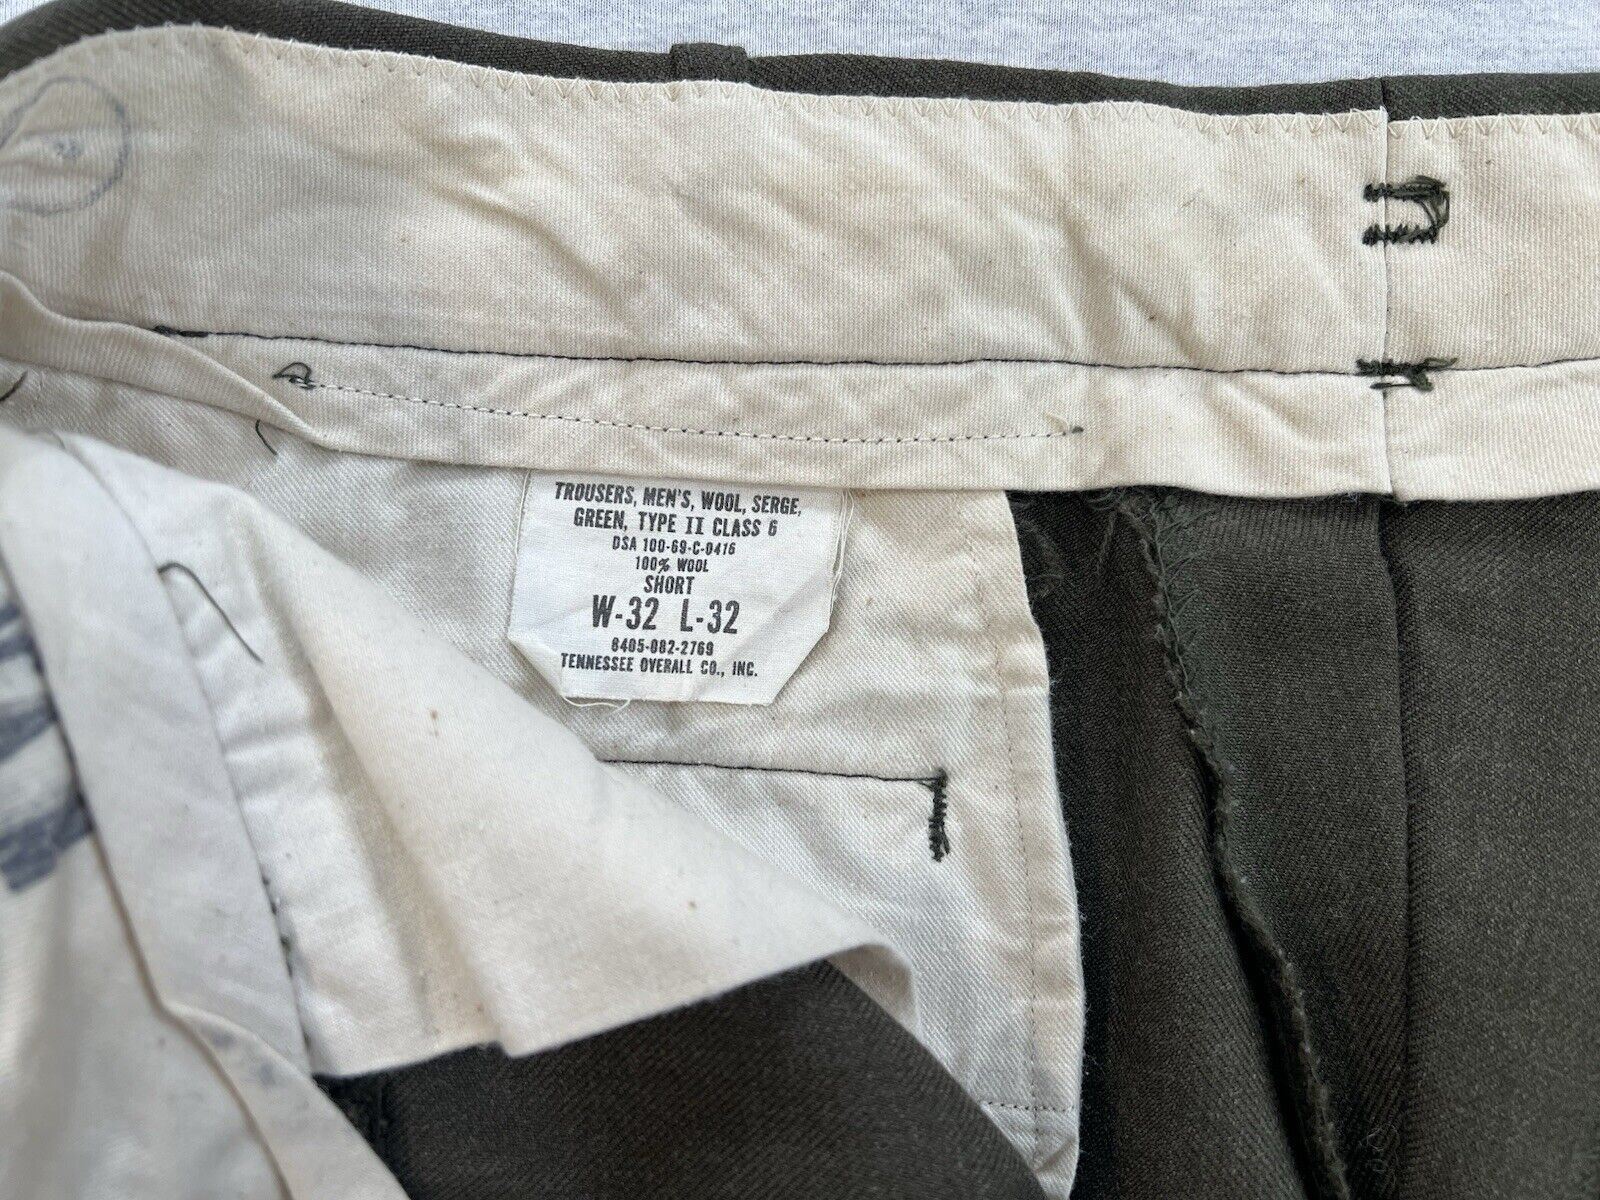 TROUSERS, MEN'S, WOOL, SERGE,
GREEN, TYPE II CLASS 6
DSA 100-69-C-0416
100% WOOL
SHORT
W-32 L-32
8405-082-2769
TENNESSEE OVERALL CO., INC.